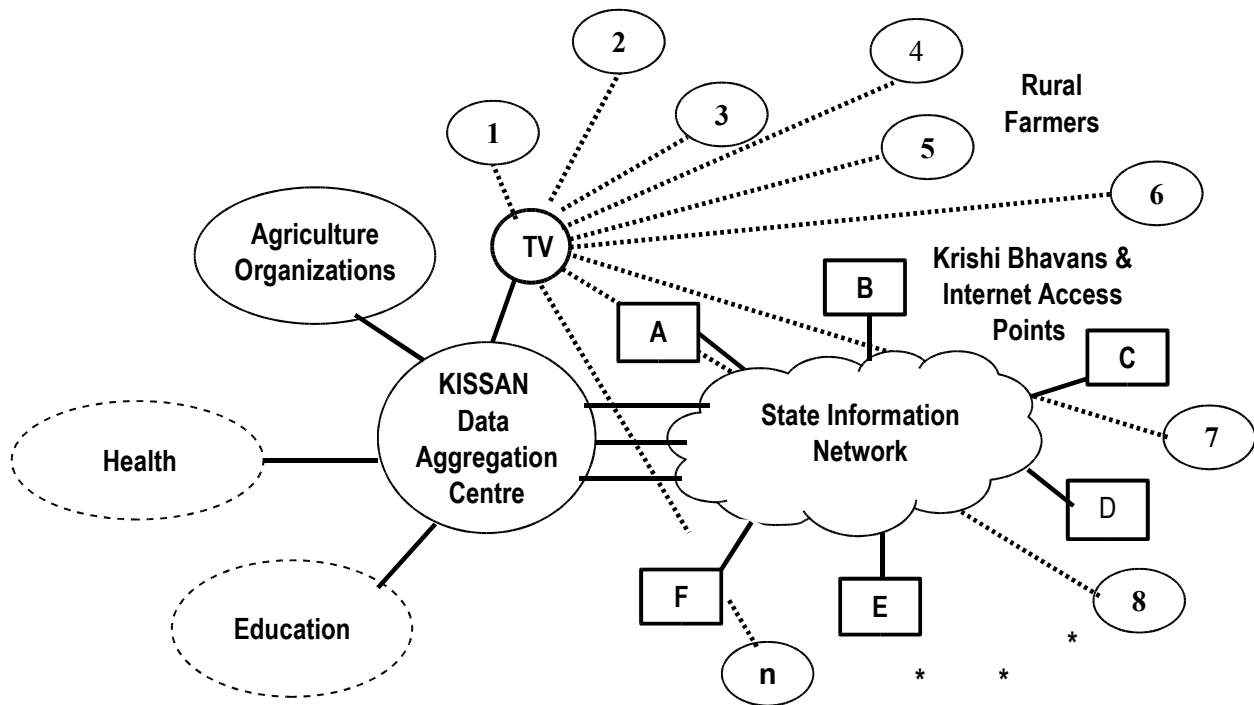 2
4
Rural
Farmers
1
3
5
6
Agriculture
Organizations
TV
Krishi Bhavans &
Internet Access
Points
B
A
C
KISSAN
Data
Aggregation
Centre
State Information
Network
7
Health
D
F
E
8
Education
*
n
*
*